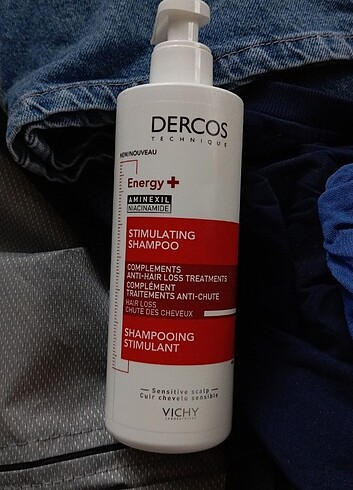 DERCOS
TECHNIQUE
NEW/NOUVEAU
Energy+
AMINEXIL
NIACINAMIDE
STIMULATING
SHAMPOO
COMPLEMENTS
ANTI-HAIR LOSS TREATMENTS
COMPLÉMENT
TRAITEMENTS ANTI-CHUTE
HAIR LOSS
CHUTE DES CHEVEUX
SHAMPOOING
STIMULANT
Sensitive scalp
Cuir chevelu sensible
VICHY
LABORATOIRES